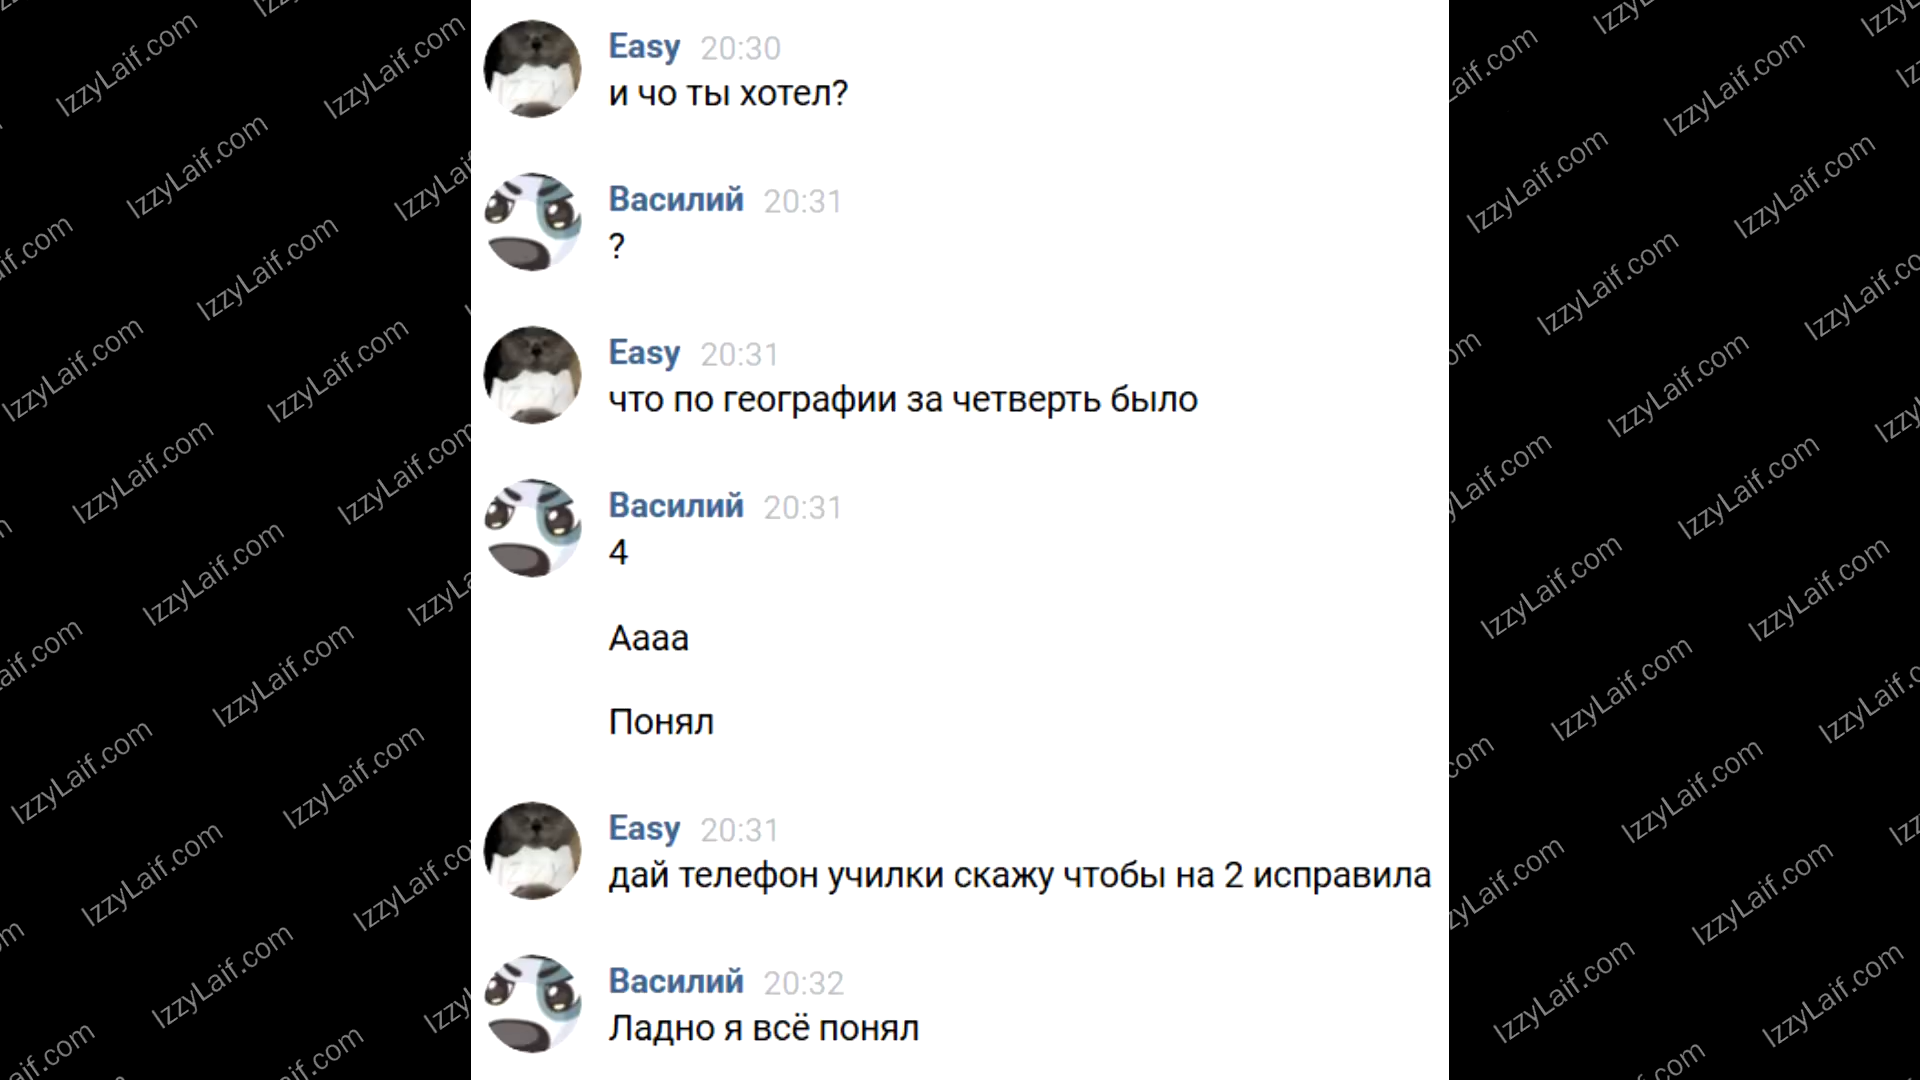 Easy 20:30
и чо ты хотел?
Василий 20:31
?
Easy 20:31
что по географии за четверть было
Василий 20:31
4
Аааа
Понял
Easy 20:31
дай телефон училки скажу чтобы на 2 исправила
Василий 20:32
Ладно я всё понял
IzzyLaif.com